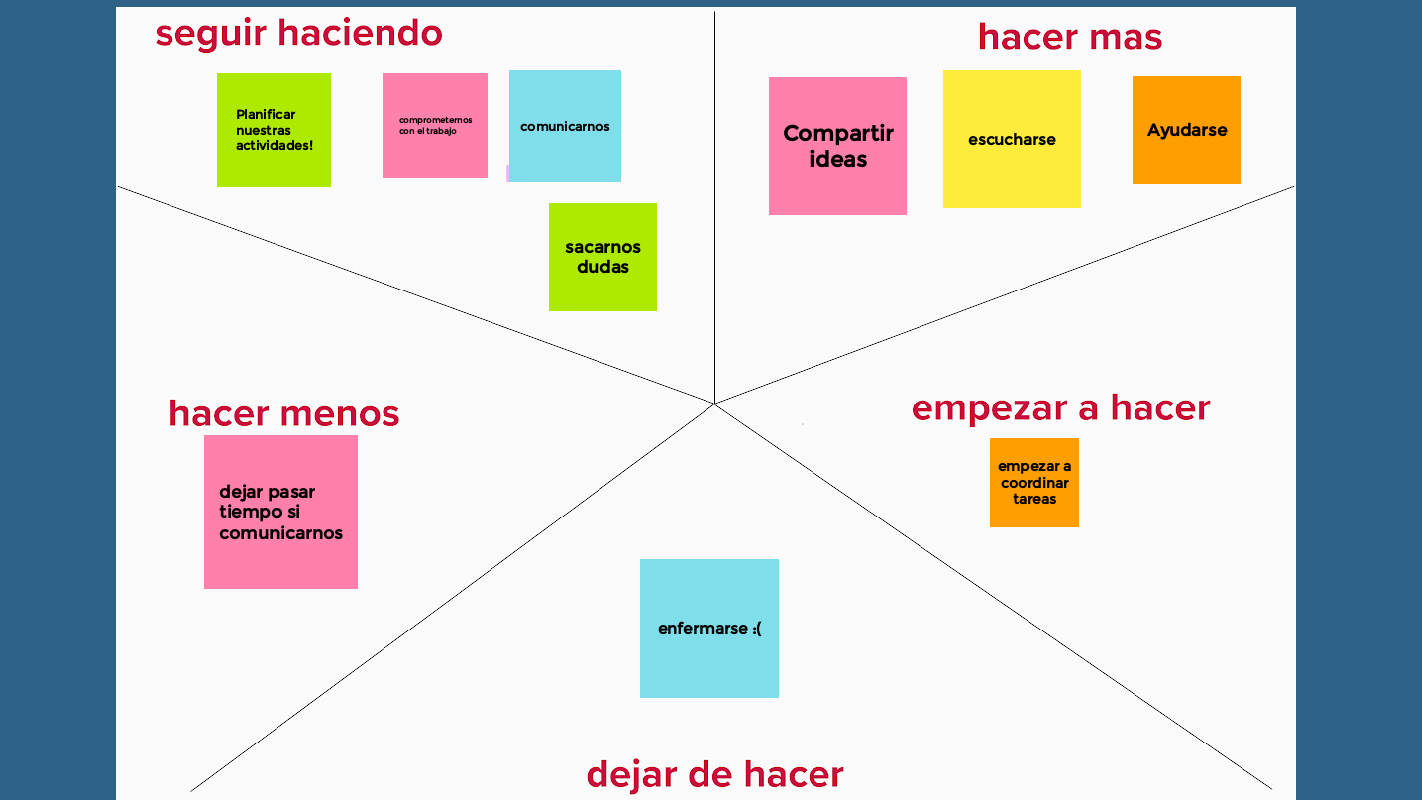 seguir haciendo
Planificar
nuestras
actividades!
comprometernos
con el trabajo
comunicarnos
sacarnos
dudas
hacer mas
Compartir
ideas
escucharse
Ayudarse
hacer menos
dejar pasar
tiempo si
comunicarnos
empezar a hacer
empezar a
coordinar
tareas
enfermarse :(
dejar de hacer